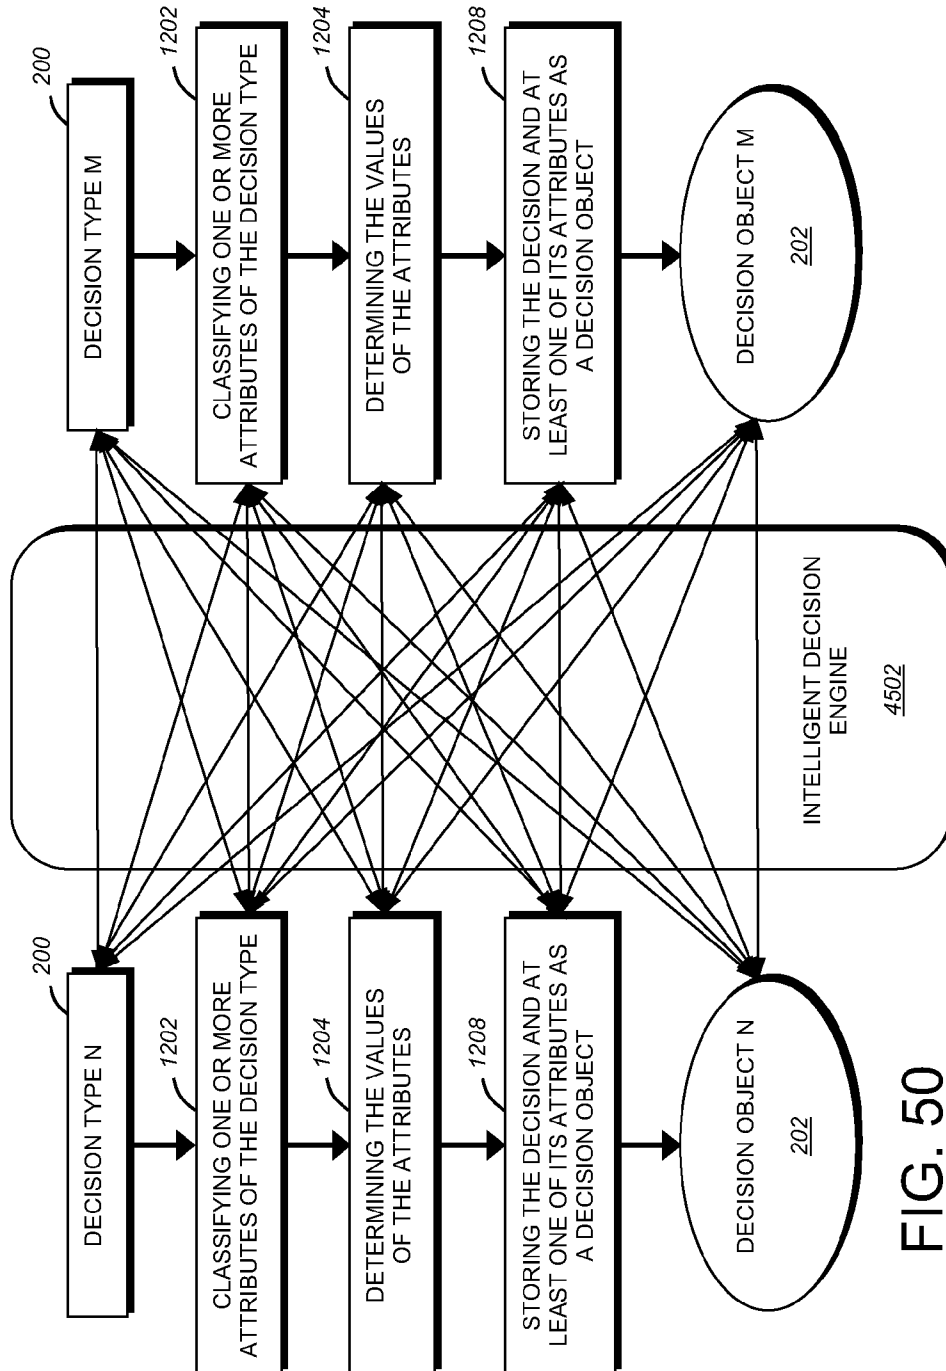 200
DECISION TYPE N
1202
CLASSIFYING ONE OR MORE
ATTRIBUTES OF THE DECISION TYPE
1204
DETERMINING THE VALUES
OF THE ATTRIBUTES
1208
STORING THE DECISION AND AT
LEAST ONE OF ITS ATTRIBUTES AS
A DECISION OBJECT
DECISION OBJECT N
202
INTELLIGENT DECISION
ENGINE
4502
200
DECISION TYPE M
1202
CLASSIFYING ONE OR MORE
ATTRIBUTES OF THE DECISION TYPE
1204
DETERMINING THE VALUES
OF THE ATTRIBUTES
1208
STORING THE DECISION AND AT
LEAST ONE OF ITS ATTRIBUTES AS
A DECISION OBJECT
DECISION OBJECT M
202
FIG. 50